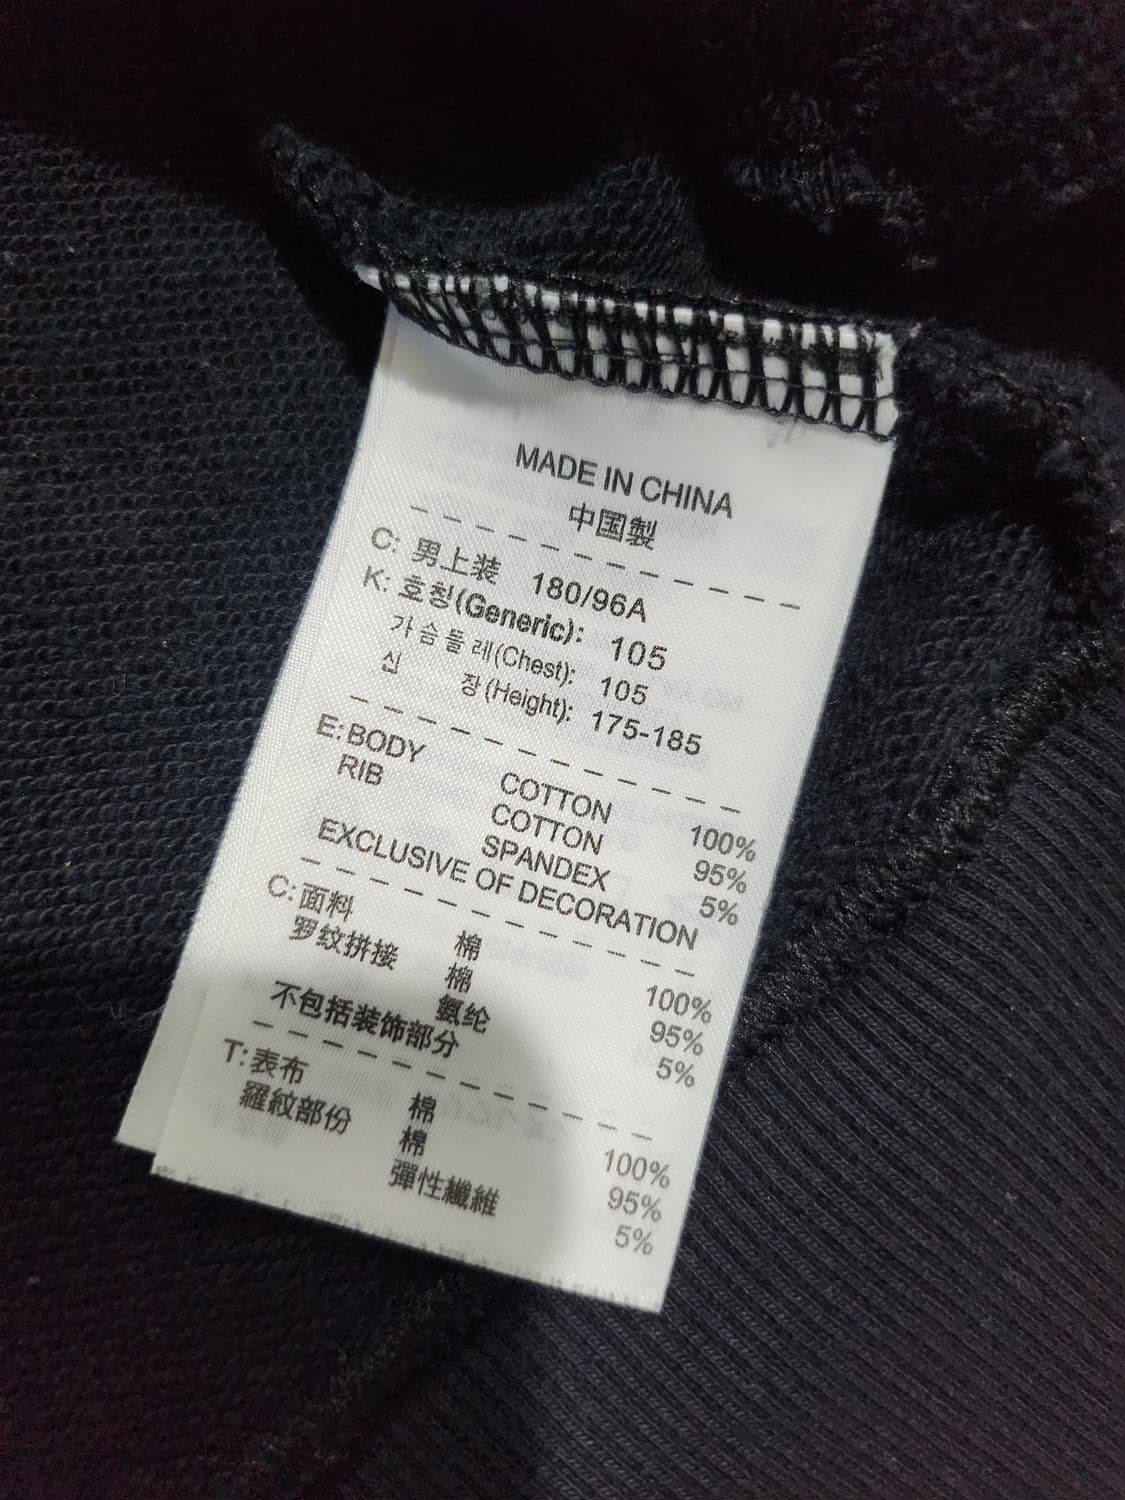 MADE IN CHINA
中国製
C: 男上装 180/96A
K: 호칭(Generic): 105
가슴둘레(Chest): 105
신 장(Height): 175-185
E: BODY COTTON 100%
RIB COTTON 95%
SPANDEX 5%
EXCLUSIVE OF DECORATION
C: 面料 棉 100%
罗纹拼接 棉 95%
氨纶 5%
不包括装饰部分
T: 表布 棉 100%
羅紋部份 棉 95%
彈性纖維 5%